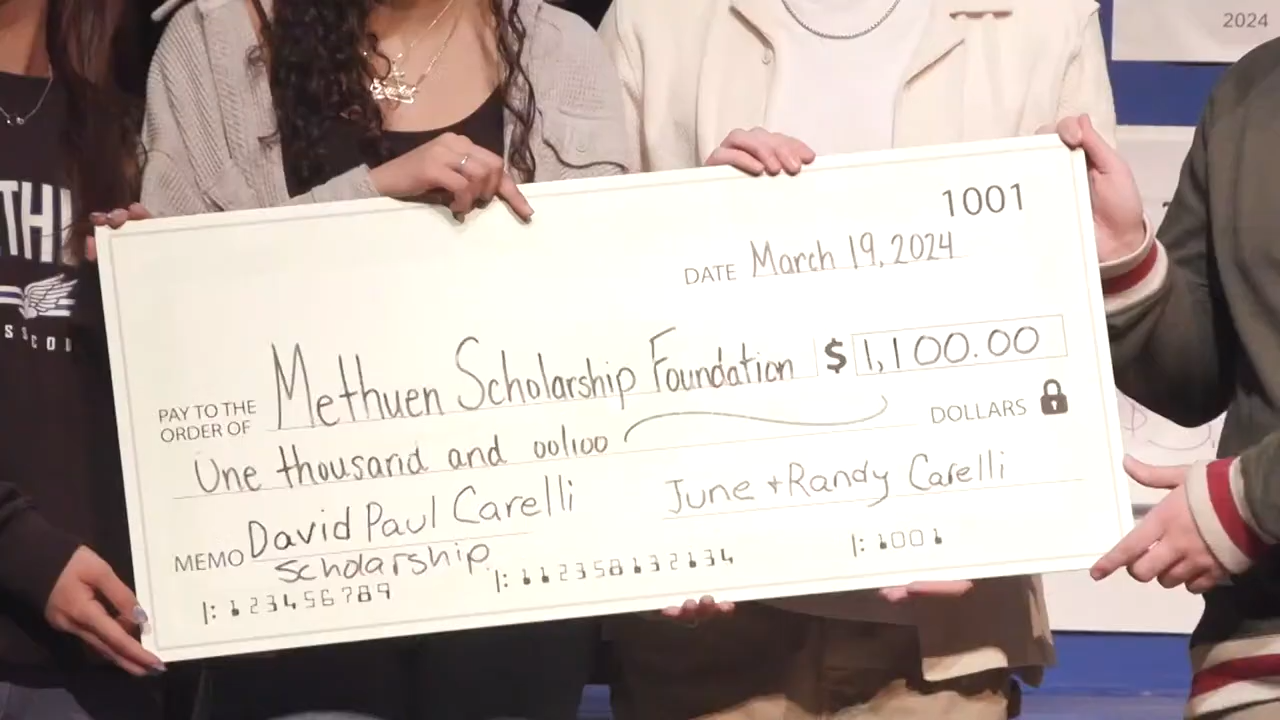 2024
1001
DATE March 19, 2024
PAY TO THE ORDER OF Methuen Scholarship Foundation $ 1,100.00
One thousand and 00/100 DOLLARS
MEMO David Paul Carelli Scholarship
June + Randy Carelli
|: 123456789 |: 112358132134 |: 1001